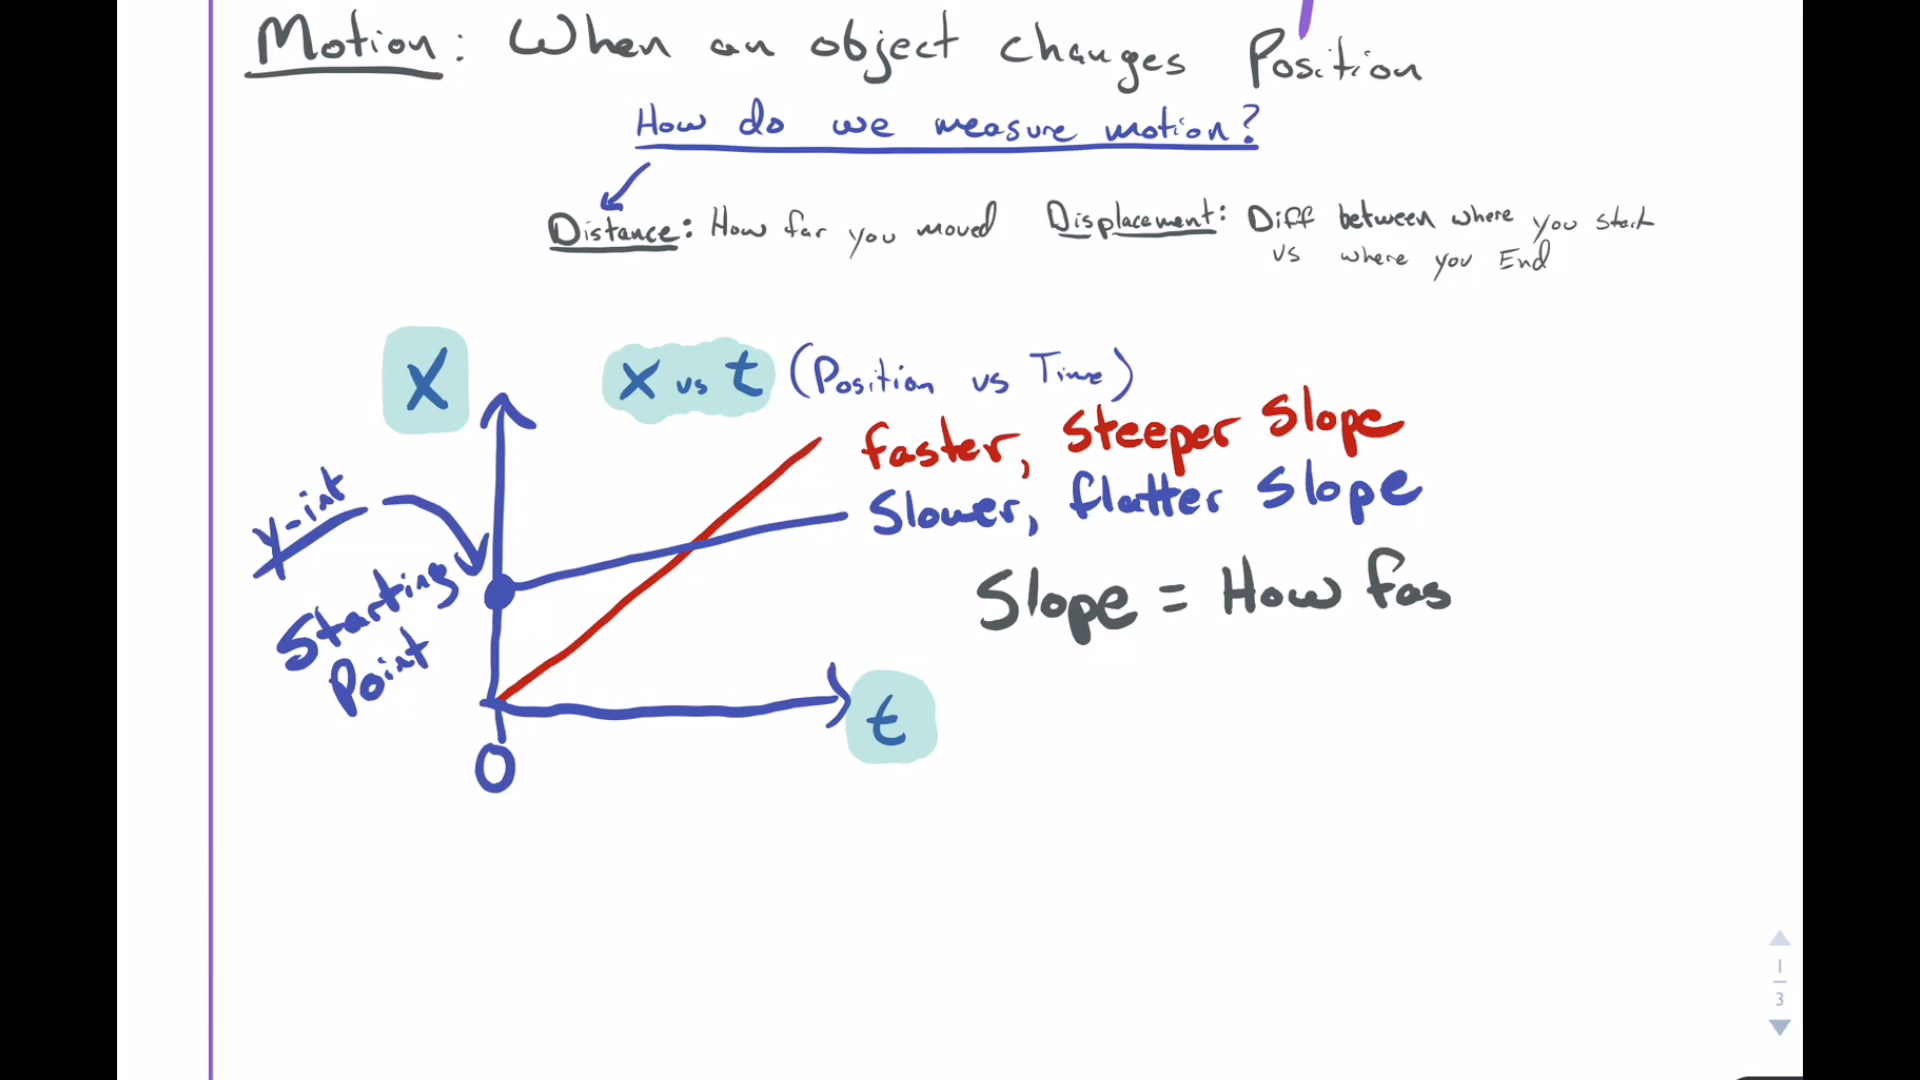 Motion: When an object changes Position
How do we measure motion?
Distance: How far you moved
Displacement: Diff between where you start
vs where you End
X
x vs t (Position vs Time)
faster, steeper slope
Slower, flatter slope
Y-int
Starting
Point
Slope = How fas
t
0
1
3